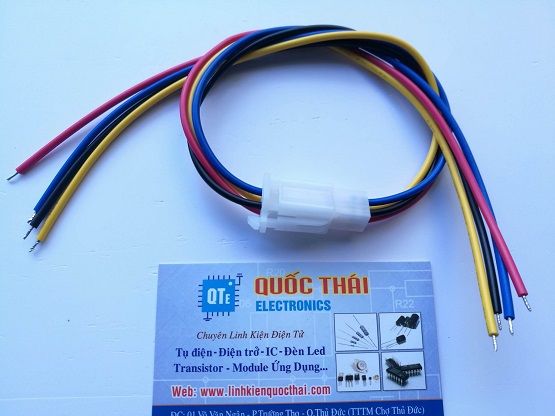 QTE
QUỐC THÁI
ELECTRONICS
R22
Chuyên Linh Kiện Điện Tử
Tụ điện - Điện trở - IC - Đèn Led
Transistor - Module Ứng Dụng...
Web: www.linhkienquocthai.com
ĐC: 01 Võ Văn Ngân - P.Trường Thọ - Q.Thủ Đức (TTTM Chợ Thủ Đức)